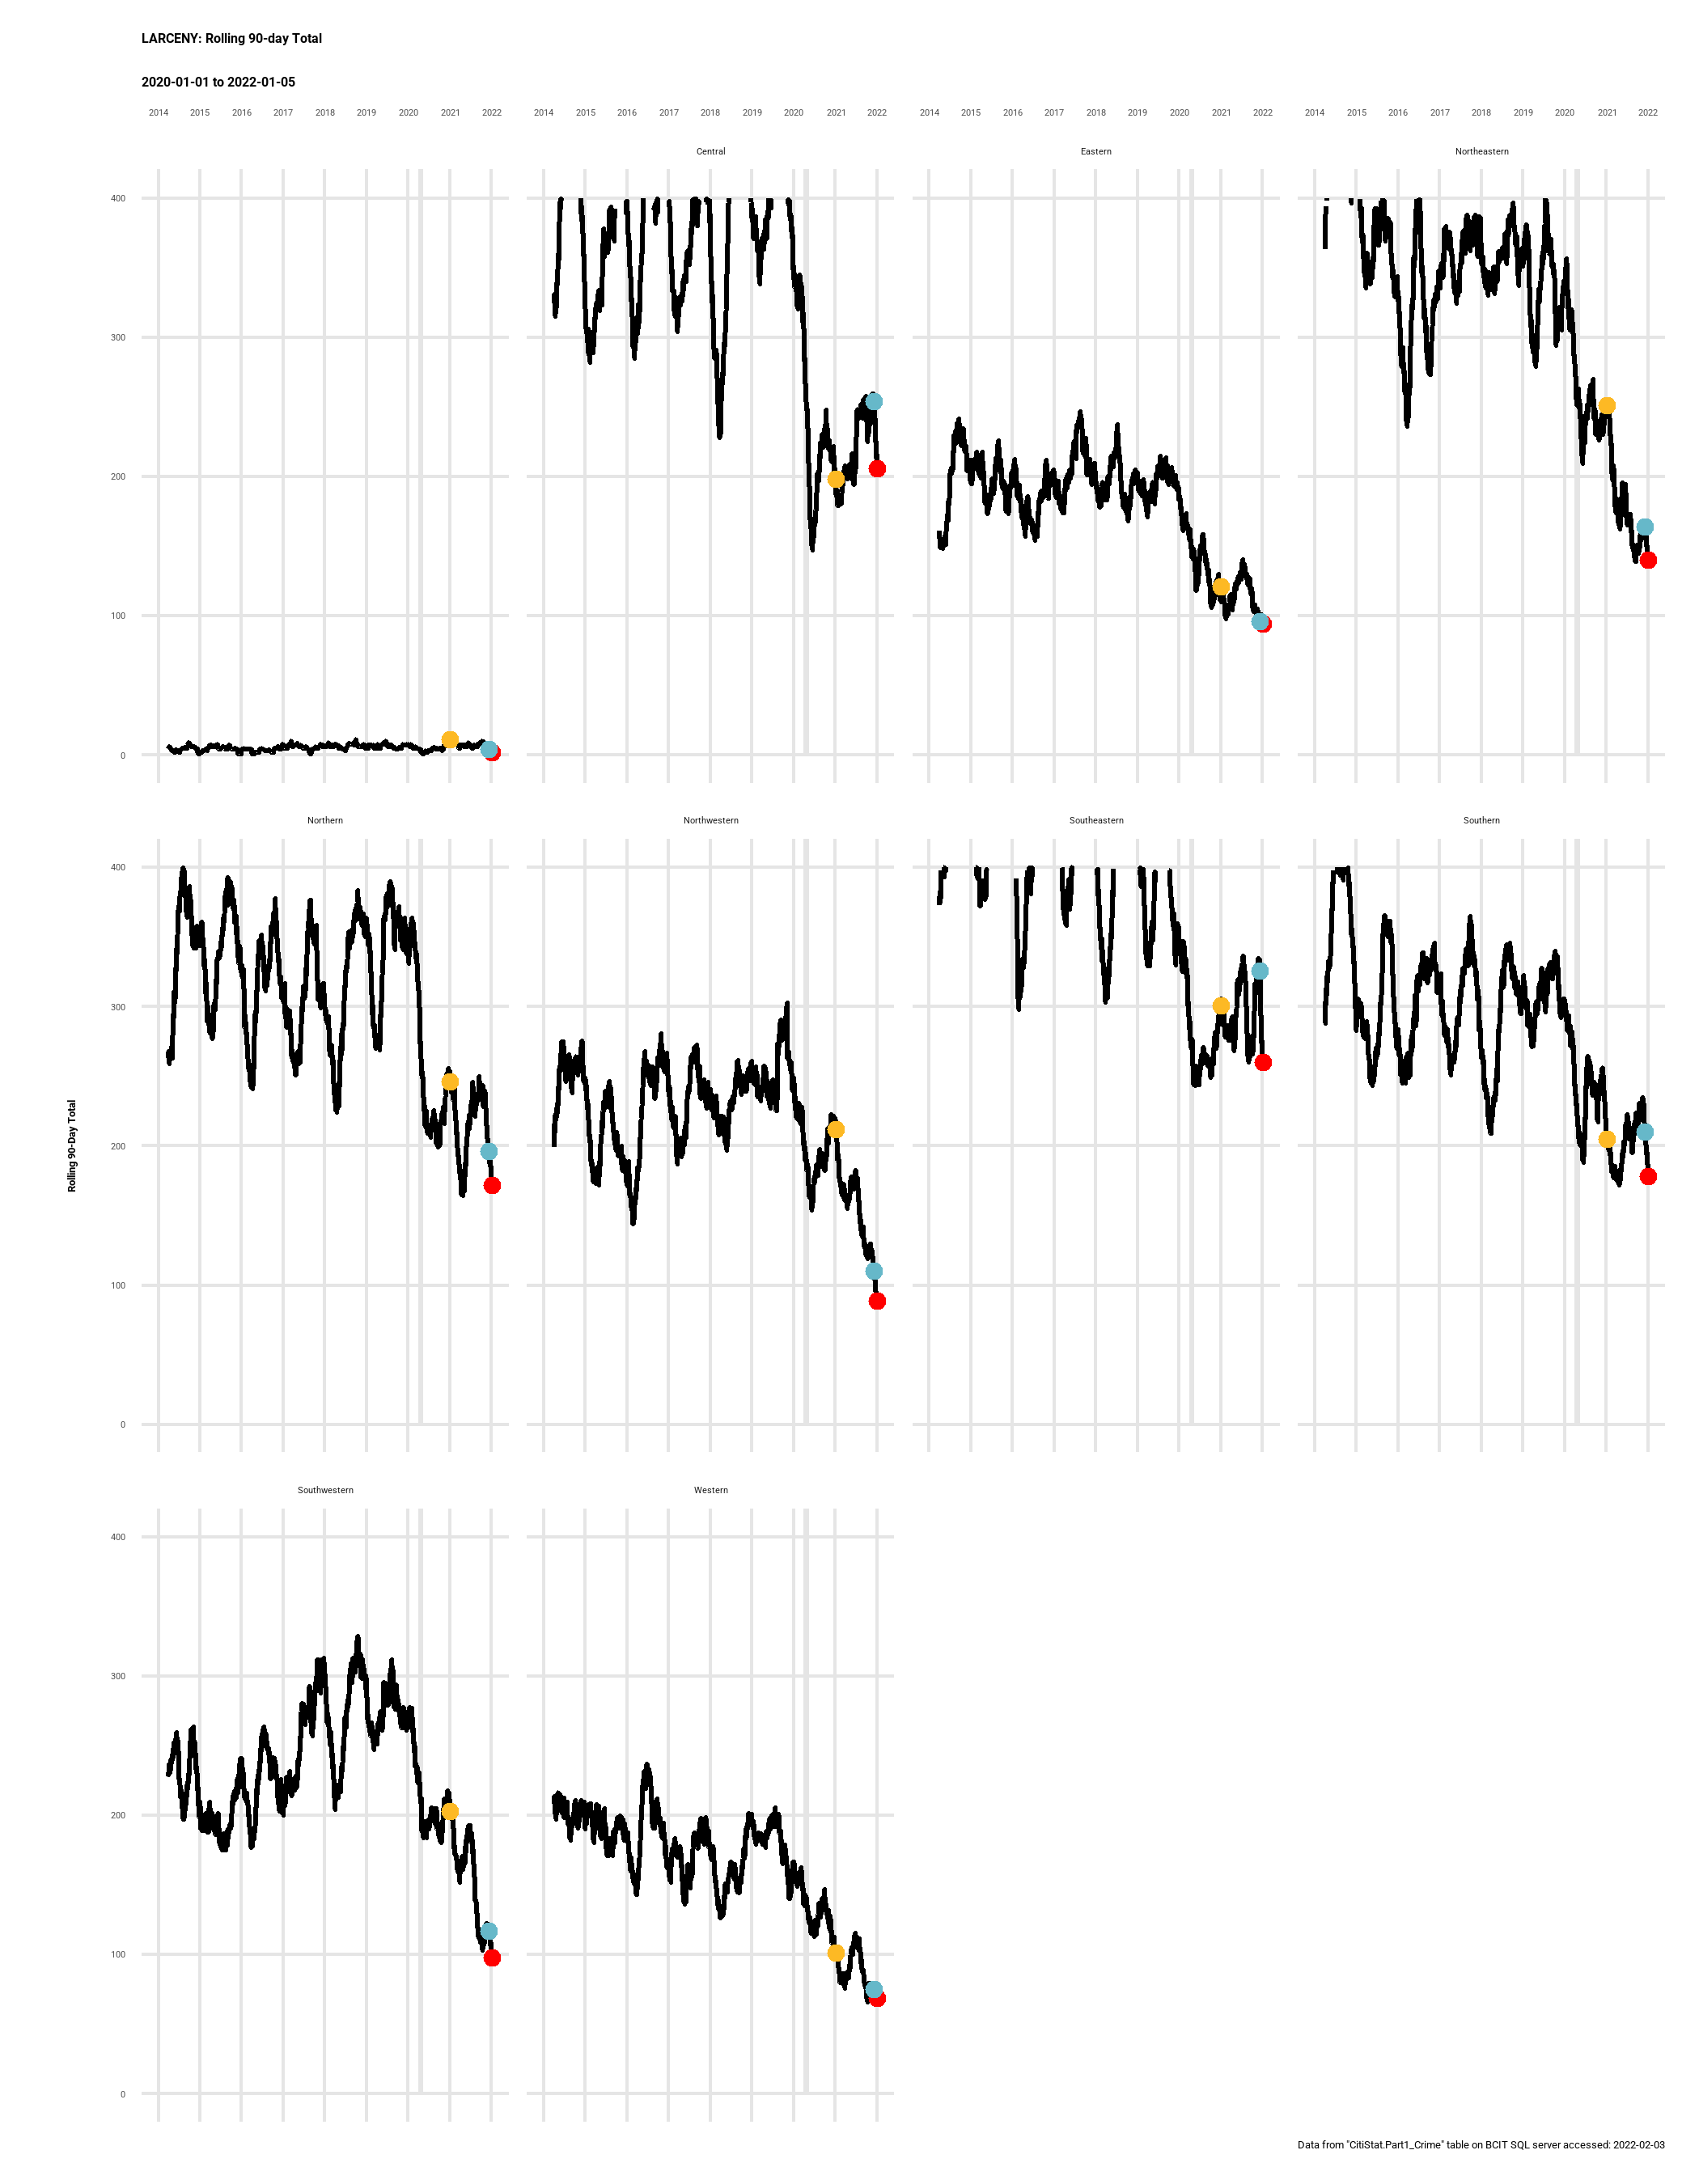 LARCENY: Rolling 90-day Total
2020-01-01 to 2022-01-05
2014 2015 2016 2017 2018 2019 2020 2021 2022 2014 2015 2016 2017 2018 2019 2020 2021 2022 2014 2015 2016 2017 2018 2019 2020 2021 2022 2014 2015 2016 2017 2018 2019 2020 2021 2022
Central Eastern Northeastern
400
300
200
100
0
Northern Northwestern Southeastern Southern
400
300
200
100
0
Rolling 90-Day Total
Southwestern Western
400
300
200
100
0
Data from "CitiStat.Part1_Crime" table on BCIT SQL server accessed: 2022-02-03